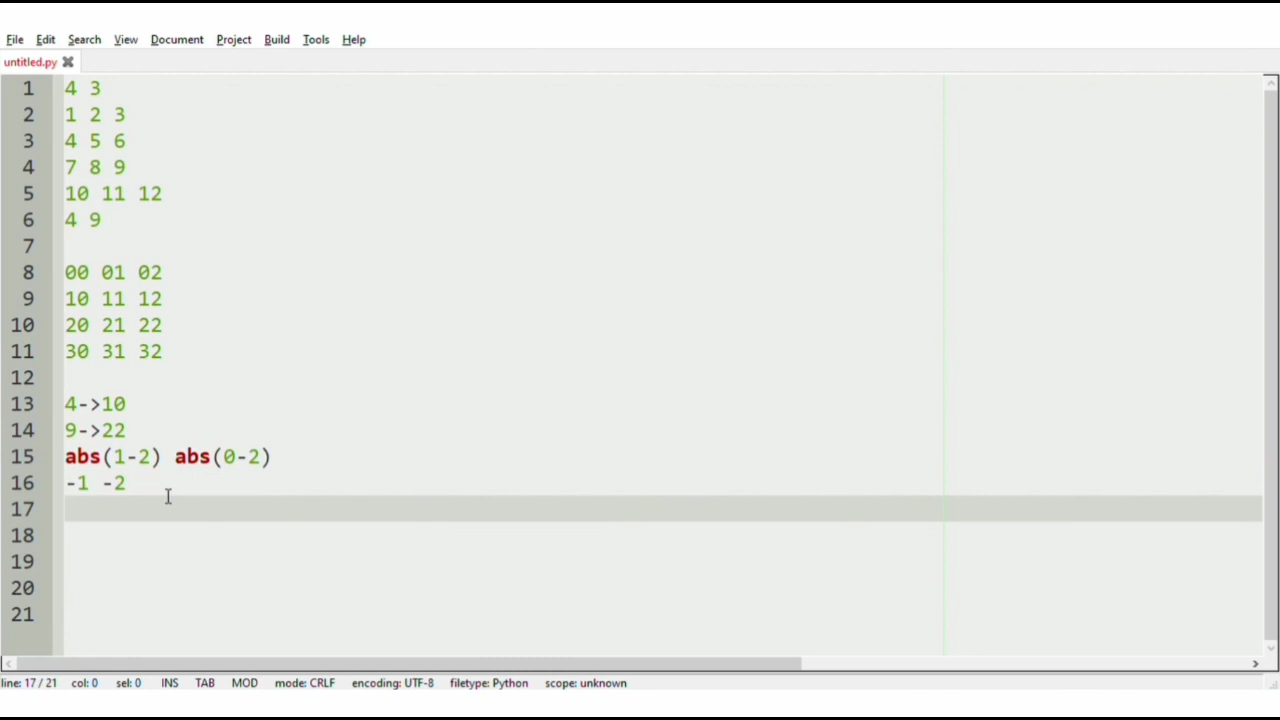 File Edit Search View Document Project Build Tools Help
untitled.py
1 4 3
2 1 2 3
3 4 5 6
4 7 8 9
5 10 11 12
6 4 9
7
8 00 01 02
9 10 11 12
10 20 21 22
11 30 31 32
12
13 4->10
14 9->22
15 abs(1-2) abs(0-2)
16 -1 -2
17
18
19
20
21
line: 17 / 21 col: 0 sel: 0 INS TAB MOD mode: CRLF encoding: UTF-8 filetype: Python scope: unknown